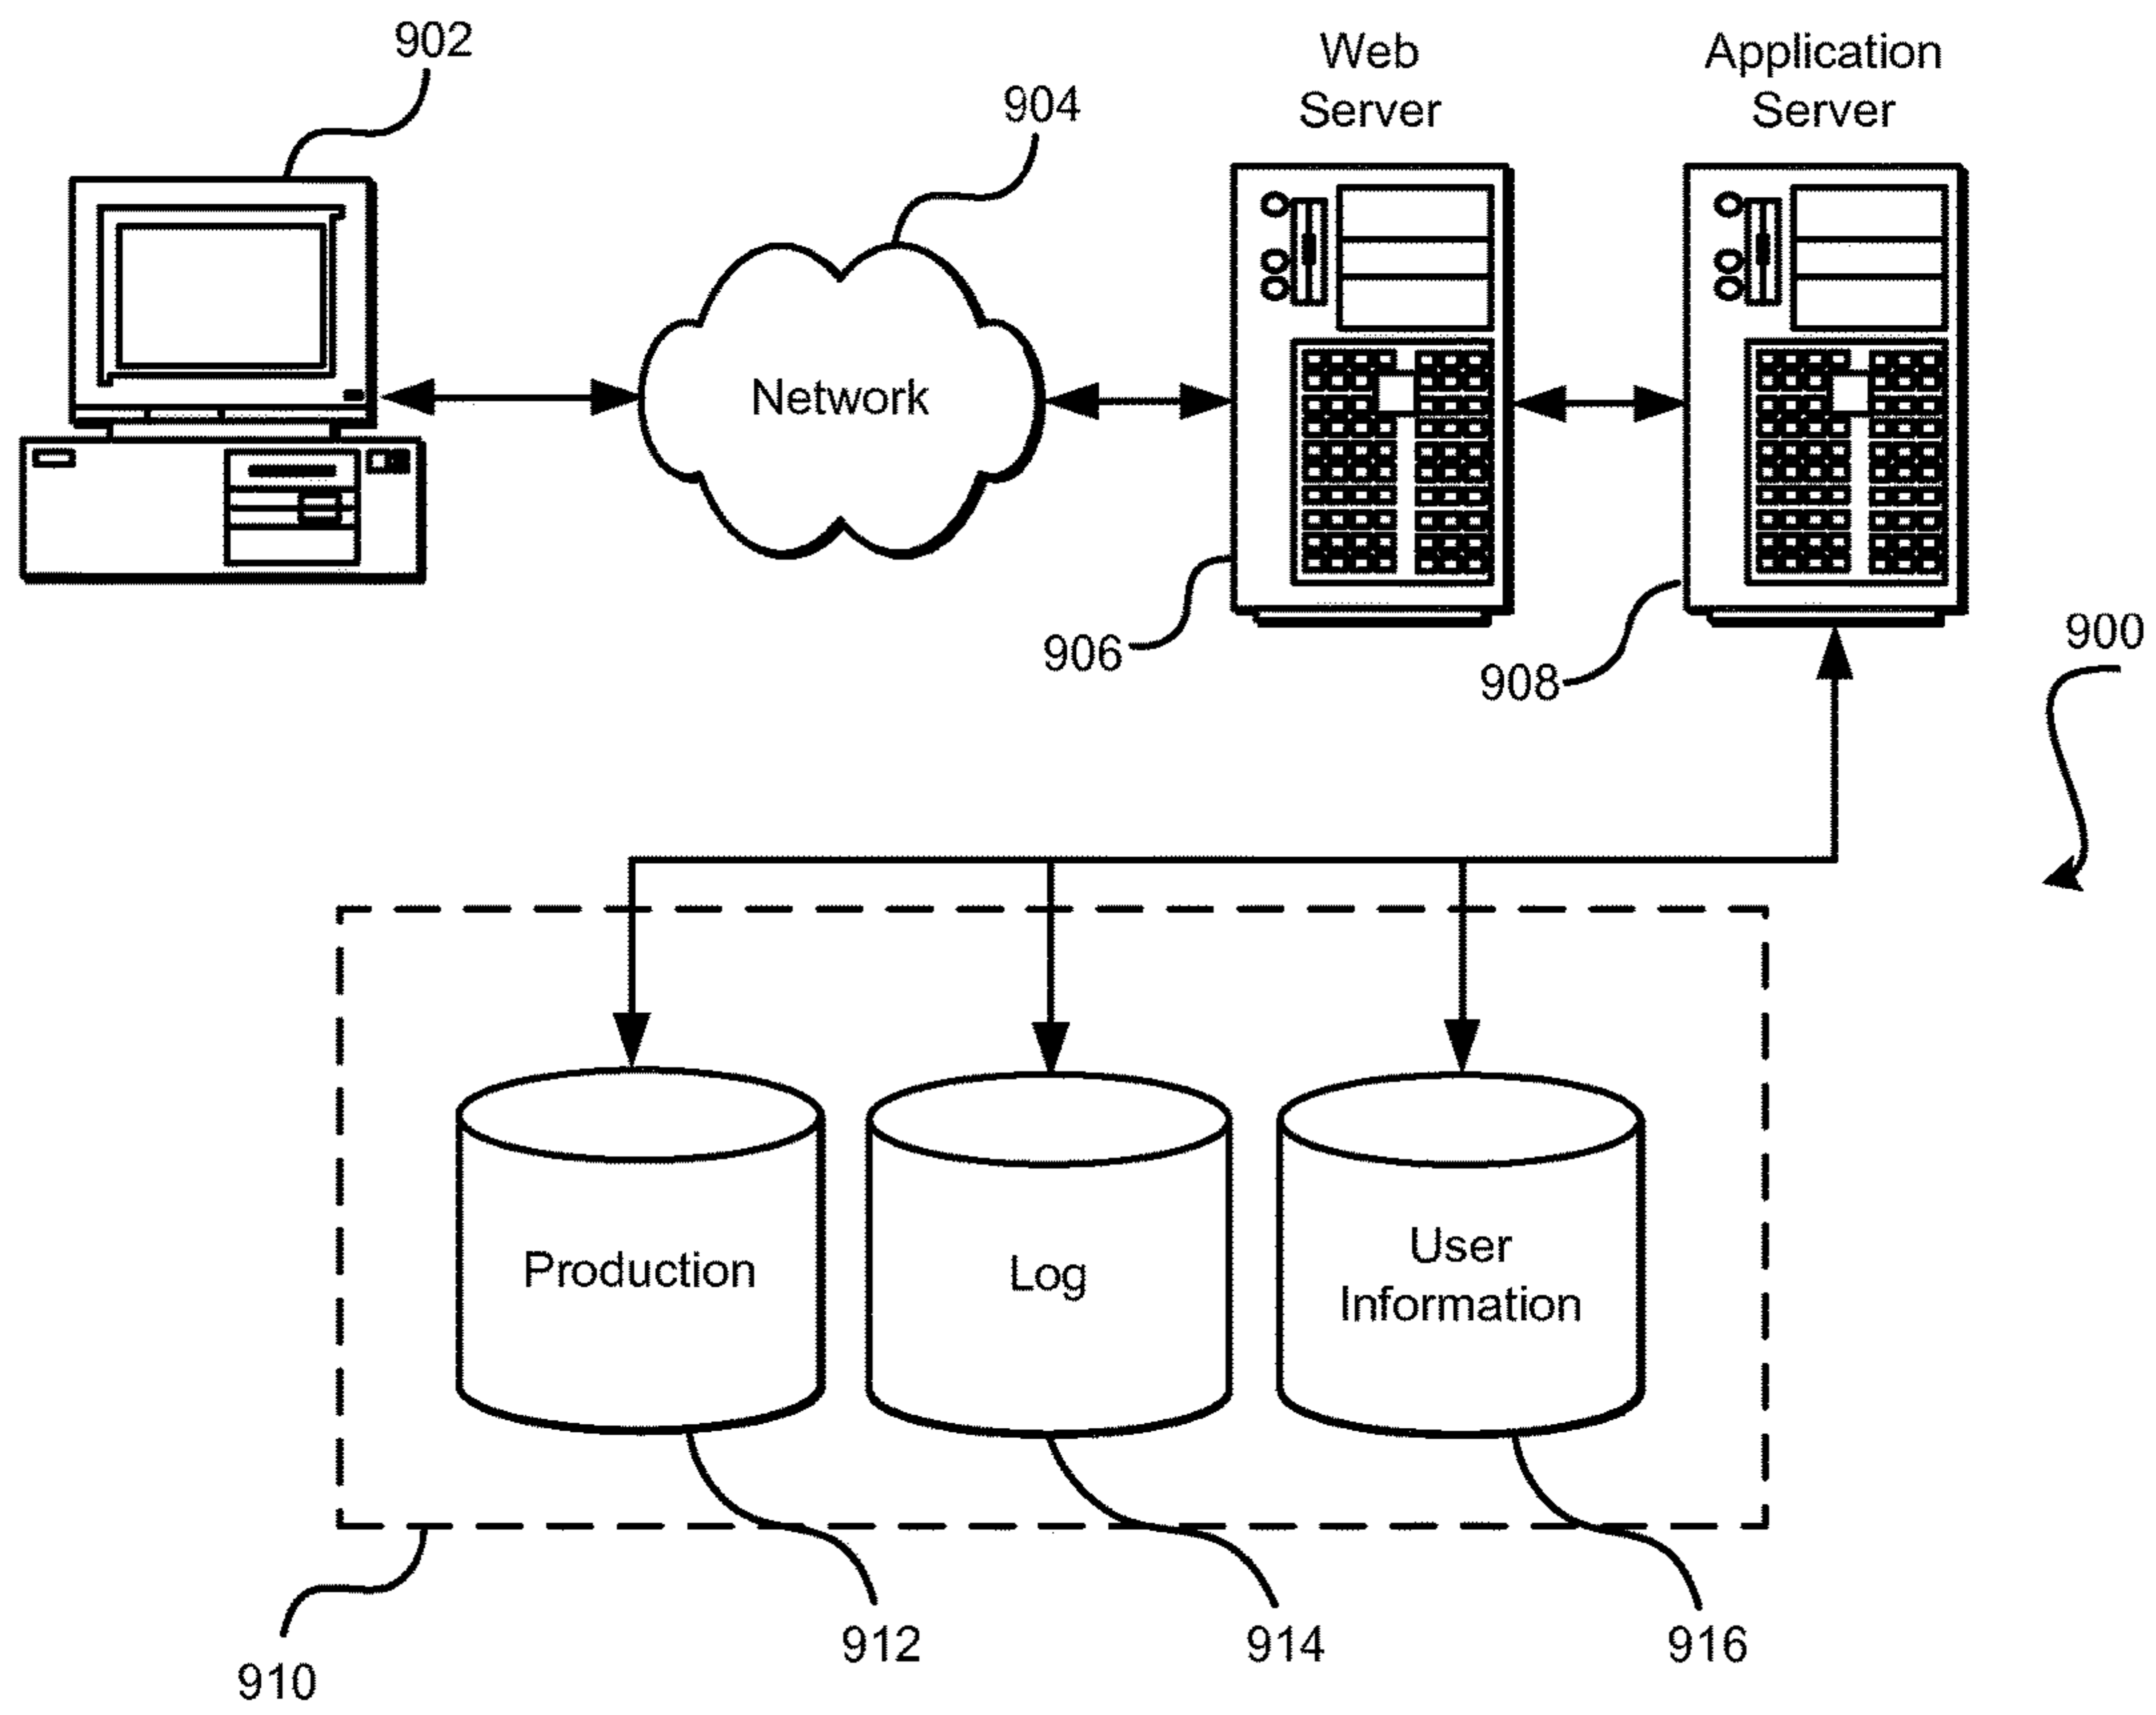 902
904
Web
Server
Application
Server
Network
906
908
900
Production
Log
User
Information
912
914
916
910